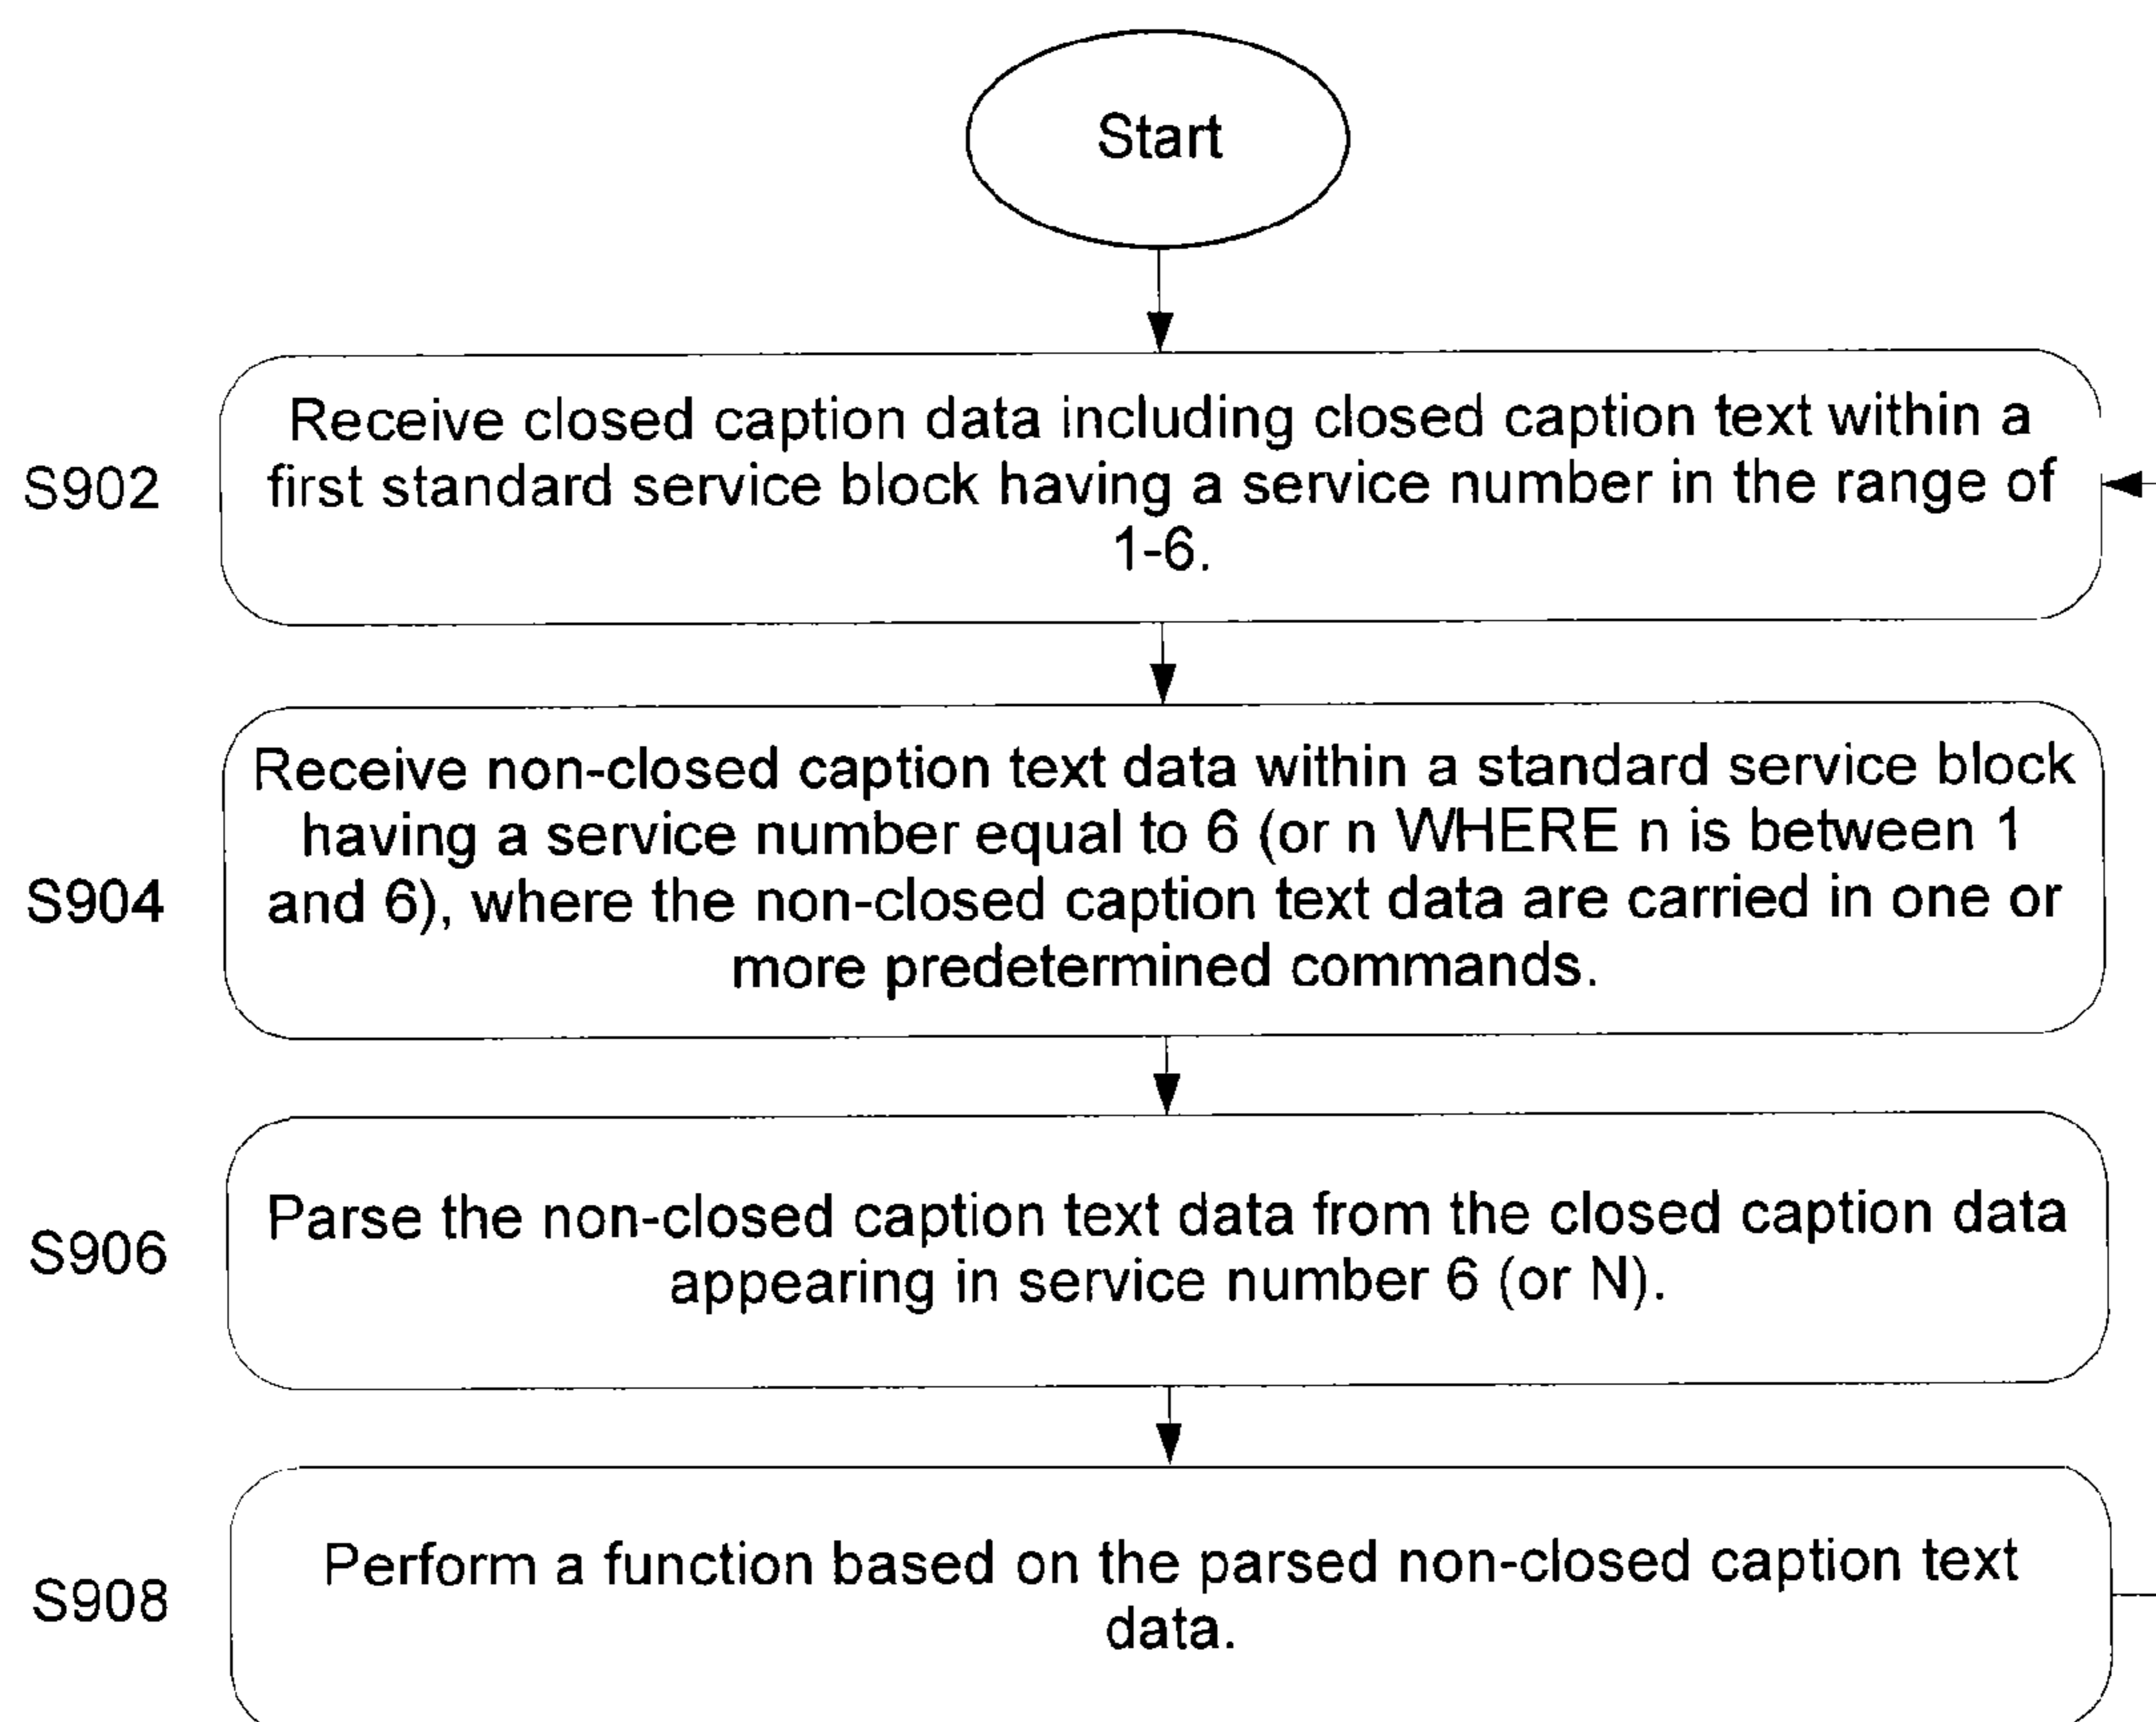 Start
Receive closed caption data including closed caption text within a
S902
first standard service block having a service number in the range of
1-6.
Receive non-closed caption text data within a standard service block
having a service number equal to 6 (or n WHERE n is between 1
S904
and 6), where the non-closed caption text data are carried in one or
more predetermined commands.
Parse the non-closed caption text data from the closed caption data
S906
appearing in service number 6 (or N).
Perform a function based on the parsed non-closed caption text
S908
data.